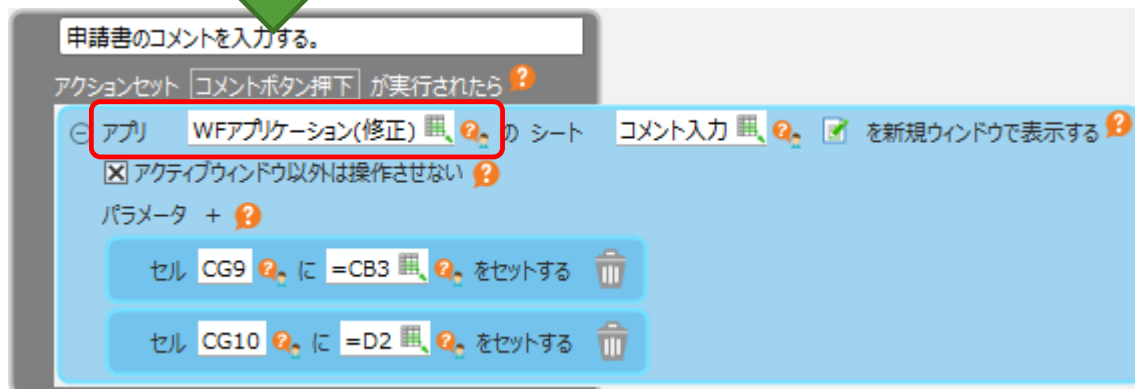 申請書のコメントを入力する。
アクションセット コメントボタン押下 が実行されたら ?
アプリ WFアプリケーション(修正) ? の シート コメント入力 ? を新規ウィンドウで表示する ?
アクティブウィンドウ以外は操作させない ?
パラメータ + ?
セル CG9 ? に =CB3 ? をセットする
セル CG10 ? に =D2 ? をセットする